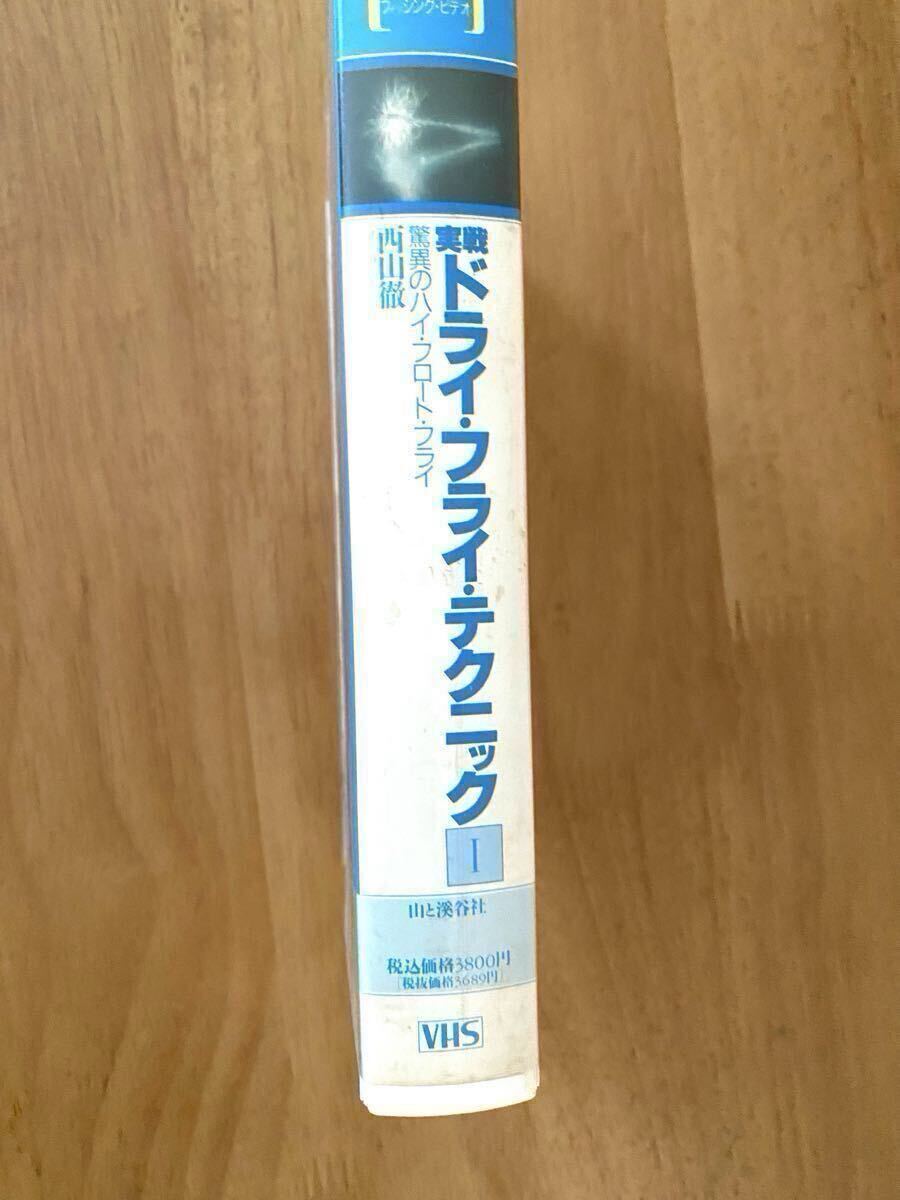 シング・ビデオ
実戦ドライ・フライ・テクニック
I
驚異のハイ・フロート・フライ
西山徹
山と溪谷社
税込価格3800円
[税抜価格3689円]
VHS